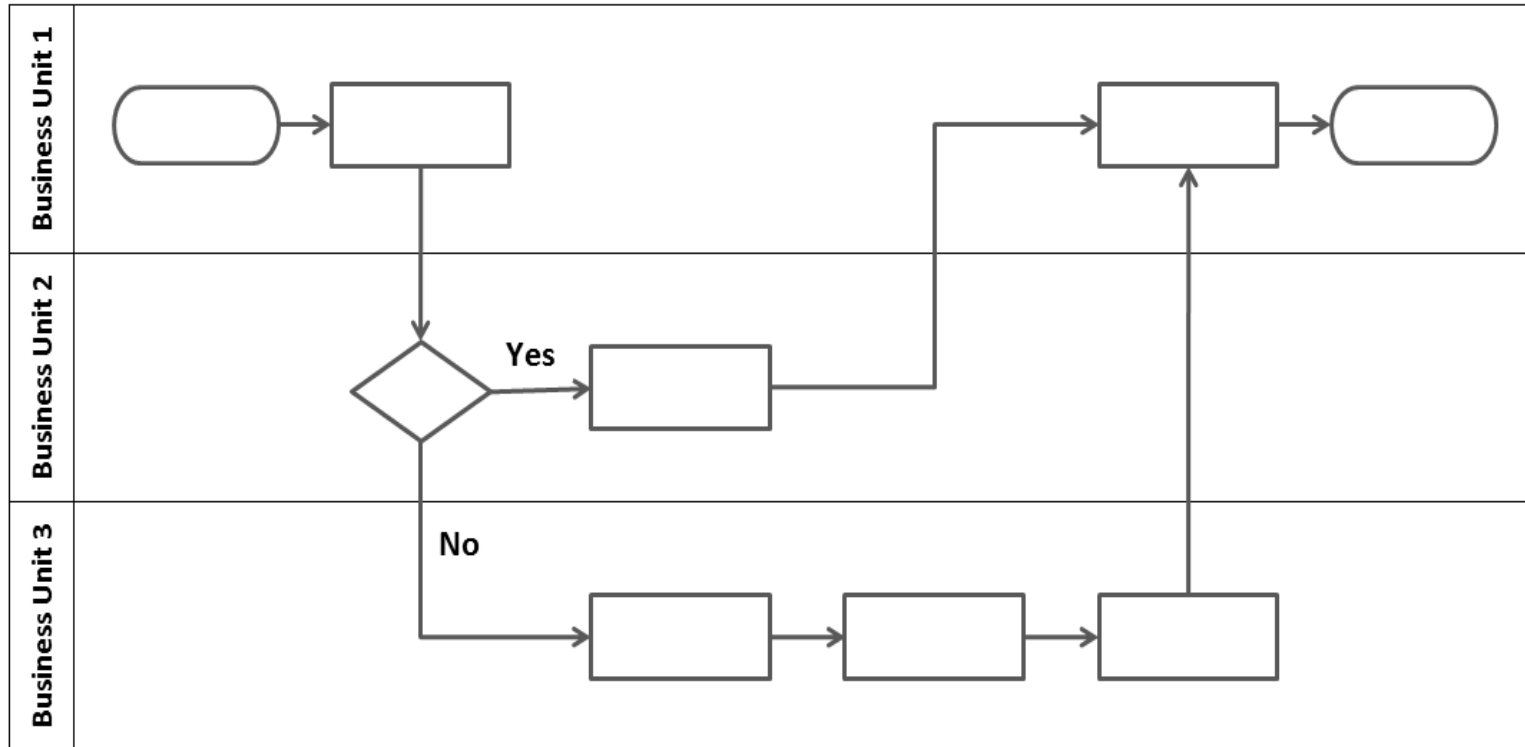 Business Unit 1
Business Unit 2
Yes
Business Unit 3
No